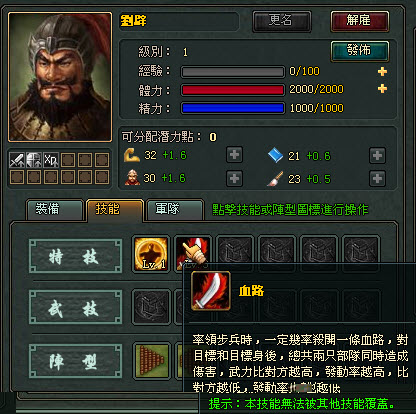 劉辟
更名
解雇
級別: 1
發佈
經驗: 0/100
體力: 2000/2000
精力: 1000/1000
可分配潛力點: 0
32 +1.6
21 +0.6
30 +1.6
23 +0.5
裝備
技能
軍隊
點擊技能或陣型圖標進行操作
特技
Lv. 1
武技
陣型
血路
率領步兵時,一定幾率殺開一條血路,對
目標和目標身後,總共兩只部隊同時造成
傷害,武力比對方越高,發動率越高,比
對方越低,發動率也越低
提示:本技能無法被其他技能覆蓋。